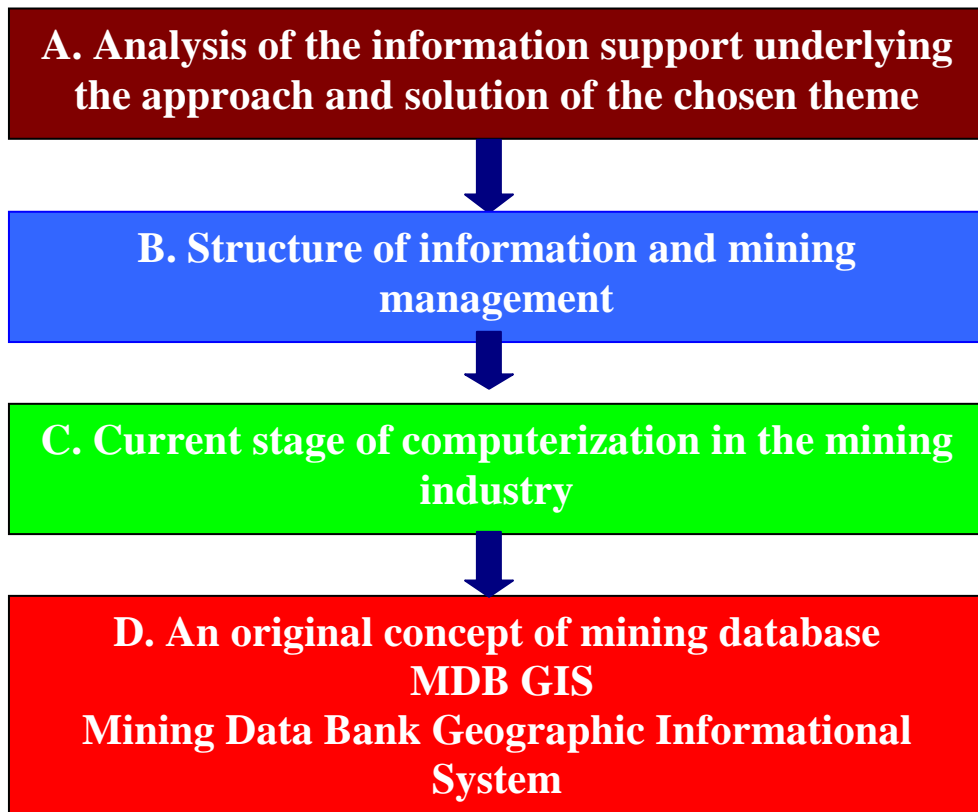 A. Analysis of the information support underlying
the approach and solution of the chosen theme
B. Structure of information and mining
management
C. Current stage of computerization in the mining
industry
D. An original concept of mining database
MDB GIS
Mining Data Bank Geographic Informational
System